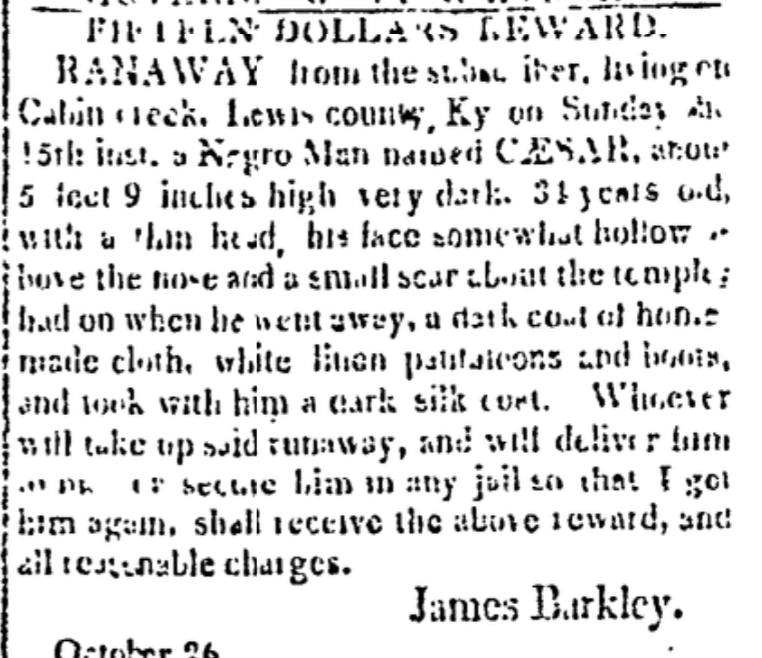 FIFTEEN DOLLARS REWARD.
RANAWAY from the subscriber, living on
Cabin creek, Lewis county, Ky on Sunday the
15th inst. a Negro Man named CÆSAR, about
5 feet 9 inches high very dark. 31 years old,
with a thin head, his face somewhat hollow a-
bove the nose and a small scar about the temple;
had on when he went away, a dark coat of home
made cloth, white linen pantaloons and boots,
and took with him a dark silk coat. Whoever
will take up said runaway, and will deliver him
to me or secure him in any jail so that I get
him again, shall receive the above reward, and
all reasonable charges.
James Barkley.
October 26